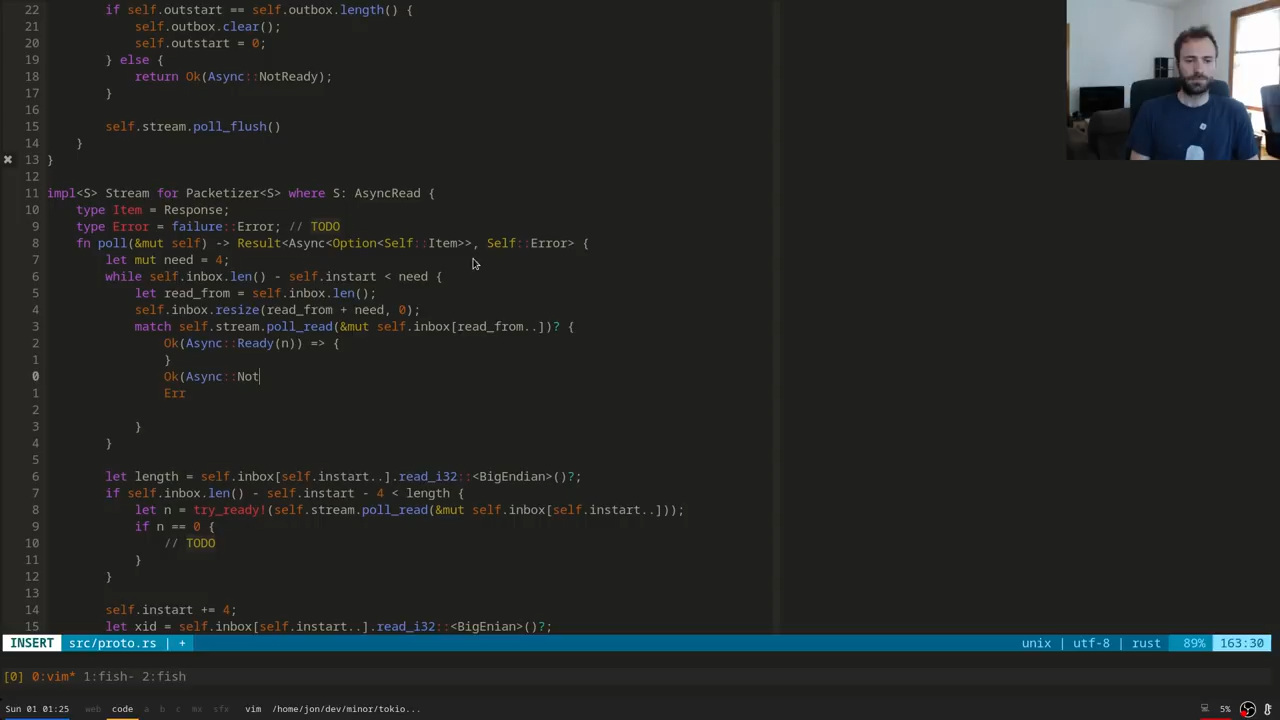 22         if self.outstart == self.outbox.length() {
21             self.outbox.clear();
20             self.outstart = 0;
19         } else {
18             return Ok(Async::NotReady);
17         }
16
15         self.stream.poll_flush()
14     }
✖ 13 }
12
11 impl<S> Stream for Packetizer<S> where S: AsyncRead {
10     type Item = Response;
9     type Error = failure::Error; // TODO
8     fn poll(&mut self) -> Result<Async<Option<Self::Item>>, Self::Error> {
7         let mut need = 4;
6         while self.inbox.len() - self.instart < need {
5             let read_from = self.inbox.len();
4             self.inbox.resize(read_from + need, 0);
3             match self.stream.poll_read(&mut self.inbox[read_from..])? {
2                 Ok(Async::Ready(n)) => {
1                 }
0                 Ok(Async::Not
1                 Err
2
3             }
4         }
5
6         let length = self.inbox[self.instart..].read_i32::<BigEndian>()?;
7         if self.inbox.len() - self.instart - 4 < length {
8             let n = try_ready!(self.stream.poll_read(&mut self.inbox[self.instart..]));
9             if n == 0 {
10                 // TODO
11             }
12         }
13
14         self.instart += 4;
15         let xid = self.inbox[self.instart..].read_i32::<BigEnian>()?;
INSERT src/proto.rs | + unix | utf-8 | rust 89% 163:30
[0] 0:vim* 1:fish- 2:fish
Sun 01 01:25 web code a b c mx sfx vim /home/jon/dev/minor/tokio... 5%